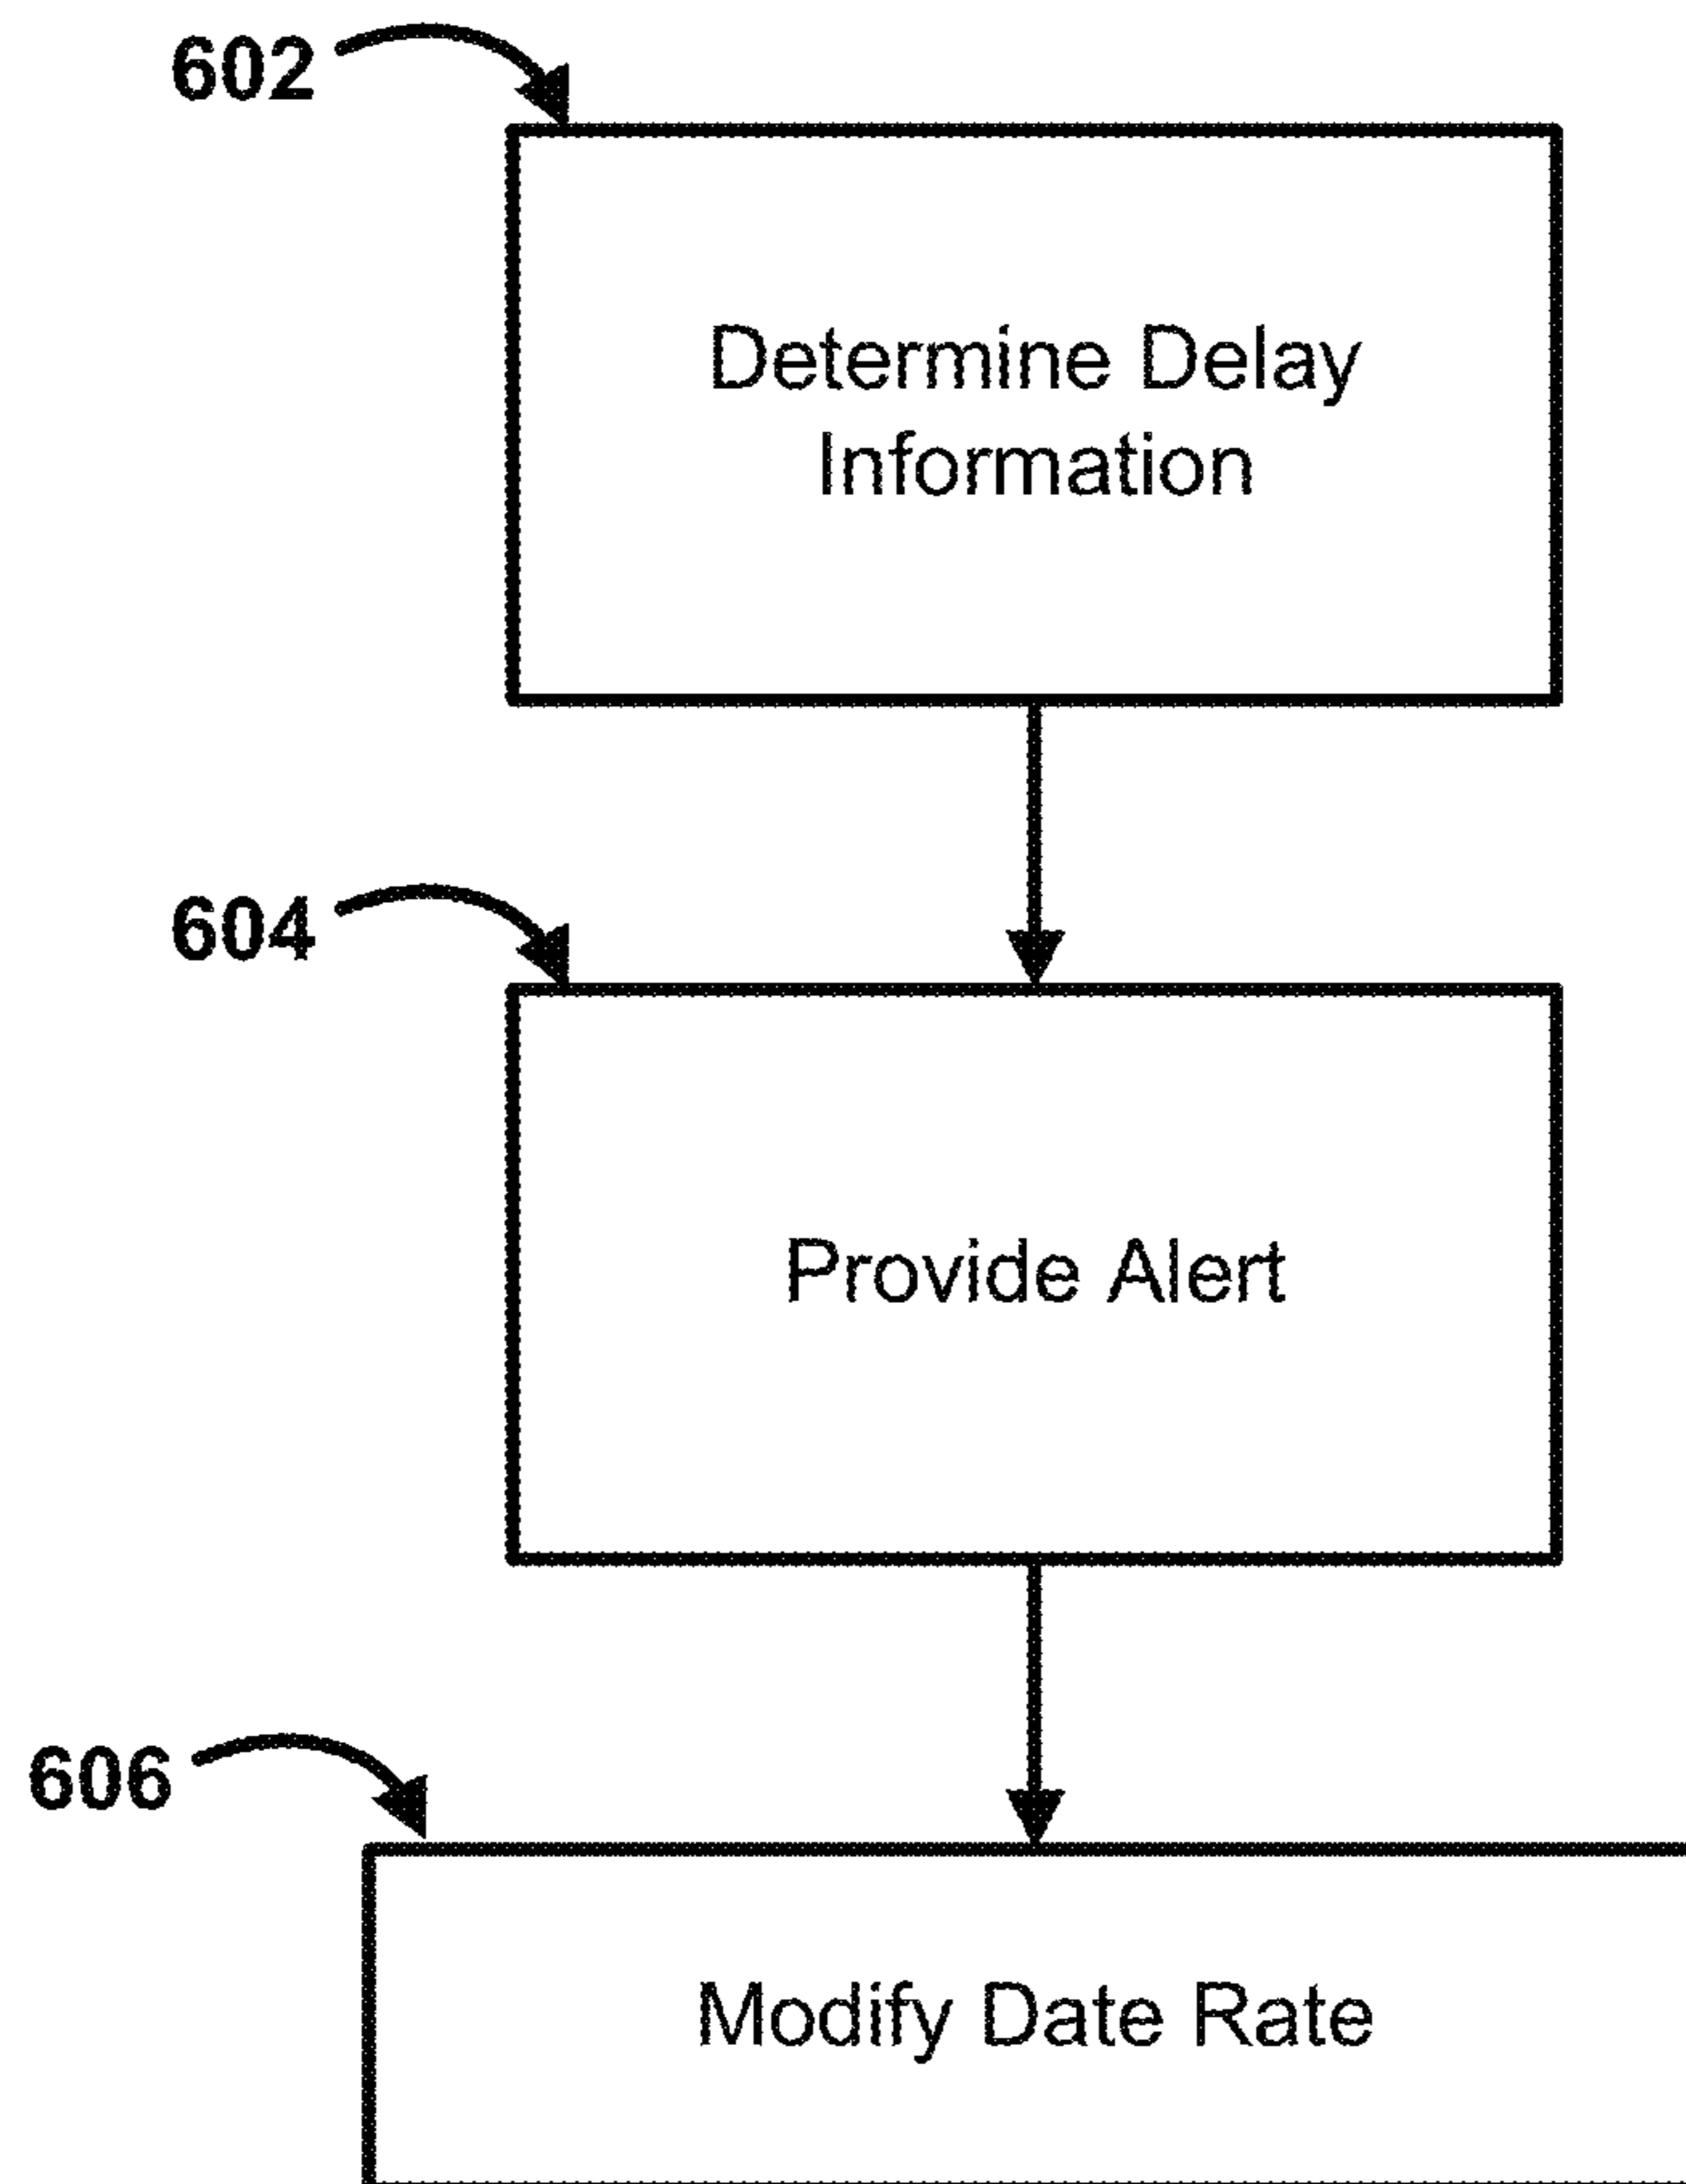 602
Determine Delay
Information
604
Provide Alert
606
Modify Date Rate